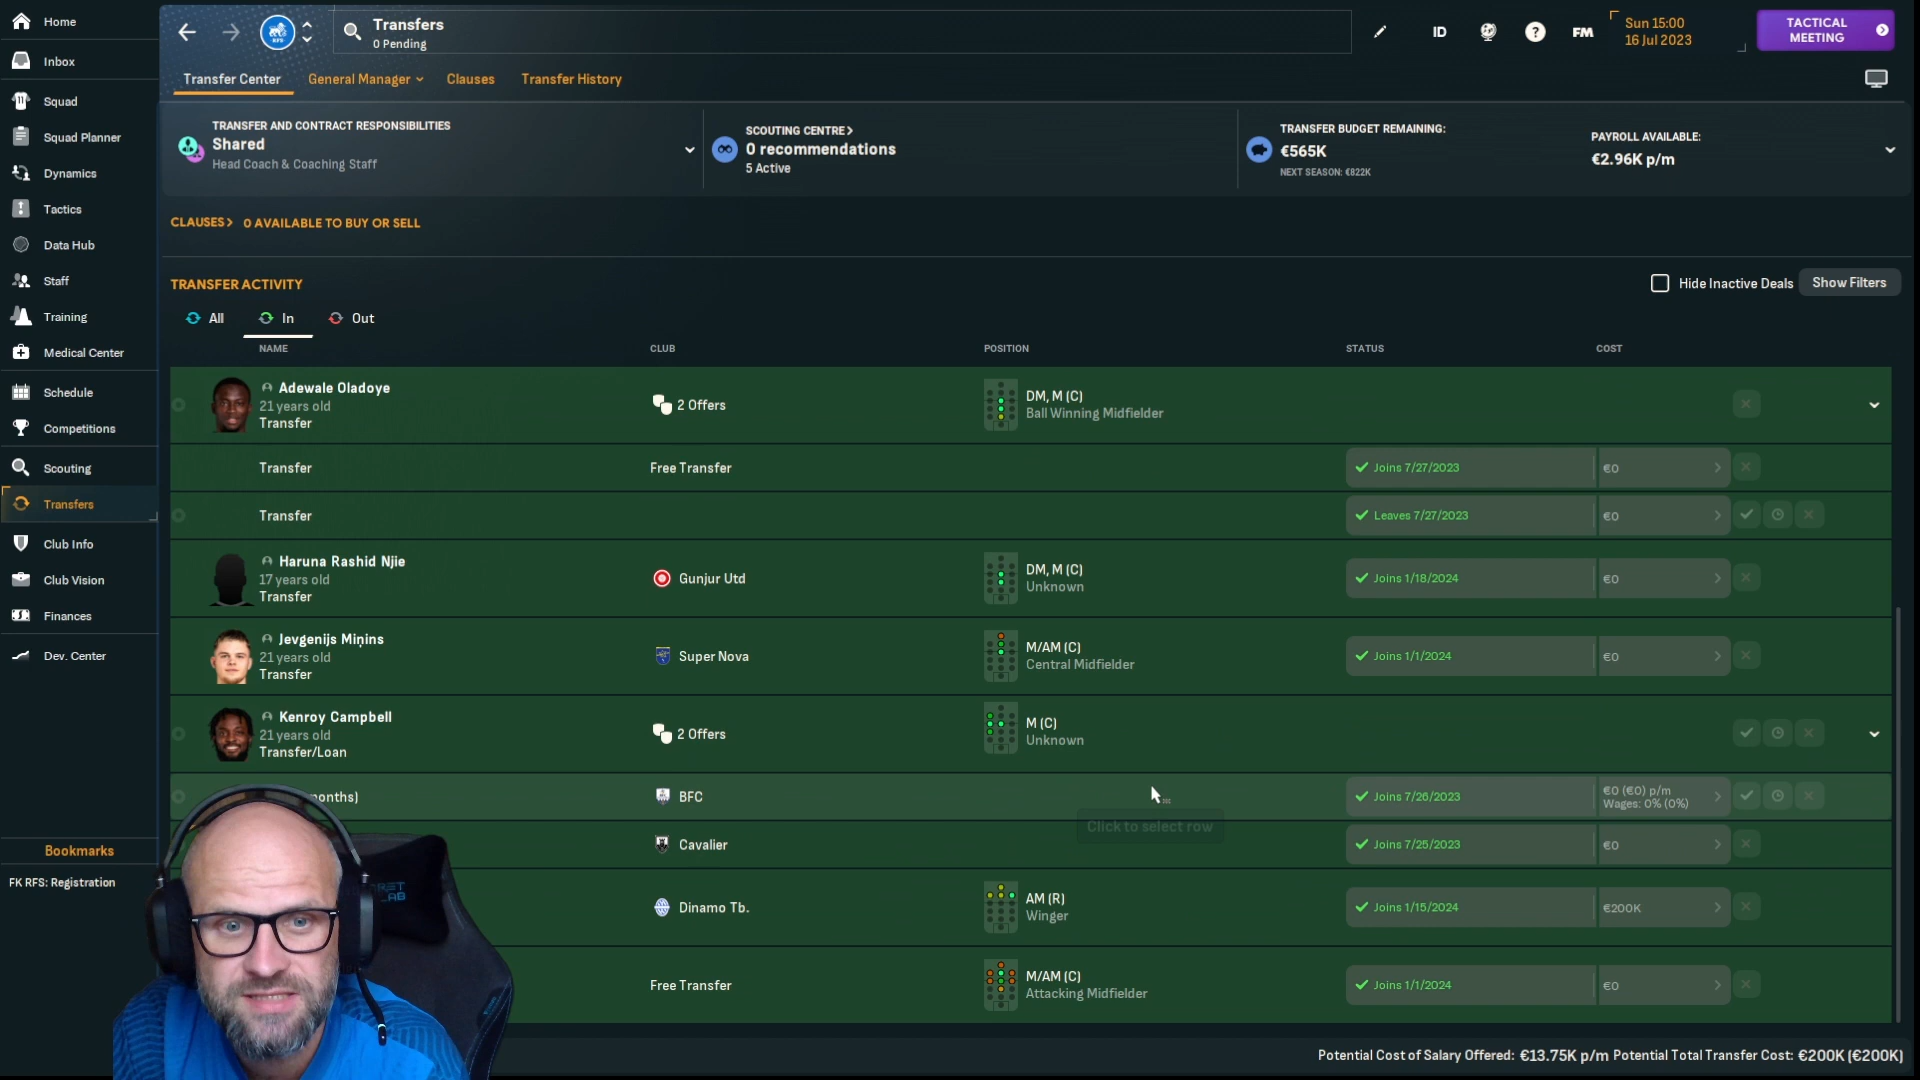 Home
Inbox
Squad
Squad Planner
Dynamics
Tactics
Data Hub
Staff
Training
Medical Center
Schedule
Competitions
Scouting
Transfers
Club Info
Club Vision
Finances
Dev. Center
Bookmarks
FK RFS: Registration
Transfers
0 Pending
ID
?
FM
Sun 15:00
16 Jul 2023
TACTICAL
MEETING
Transfer Center
General Manager
Clauses
Transfer History
TRANSFER AND CONTRACT RESPONSIBILITIES
Shared
Head Coach & Coaching Staff
SCOUTING CENTRE >
0 recommendations
5 Active
TRANSFER BUDGET REMAINING:
€565K
NEXT SEASON: €822K
PAYROLL AVAILABLE:
€2.96K p/m
CLAUSES > 0 AVAILABLE TO BUY OR SELL
TRANSFER ACTIVITY
Hide Inactive Deals
Show Filters
All
In
Out
NAME CLUB POSITION STATUS COST
Adewale Oladoye
21 years old
Transfer
2 Offers
DM, M (C)
Ball Winning Midfielder
Transfer
Free Transfer
Joins 7/27/2023
€0
Transfer
Leaves 7/27/2023
€0
Haruna Rashid Njie
17 years old
Transfer
Gunjur Utd
DM, M (C)
Unknown
Joins 1/18/2024
€0
Jevgenijs Miņins
21 years old
Transfer
Super Nova
M/AM (C)
Central Midfielder
Joins 1/1/2024
€0
Kenroy Campbell
21 years old
Transfer/Loan
2 Offers
M (C)
Unknown
months)
BFC
Joins 7/26/2023
€0 (€0) p/m
Wages: 0% (0%)
Click to select row
Cavalier
Joins 7/25/2023
€0
Dinamo Tb.
AM (R)
Winger
Joins 1/15/2024
€200K
Free Transfer
M/AM (C)
Attacking Midfielder
Joins 1/1/2024
€0
Potential Cost of Salary Offered: €13.75K p/m Potential Total Transfer Cost: €200K (€200K)